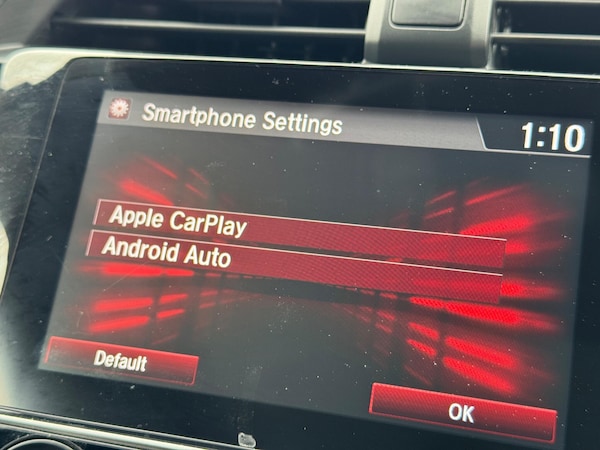 Smartphone Settings
1:10
Apple CarPlay
Android Auto
Default
OK